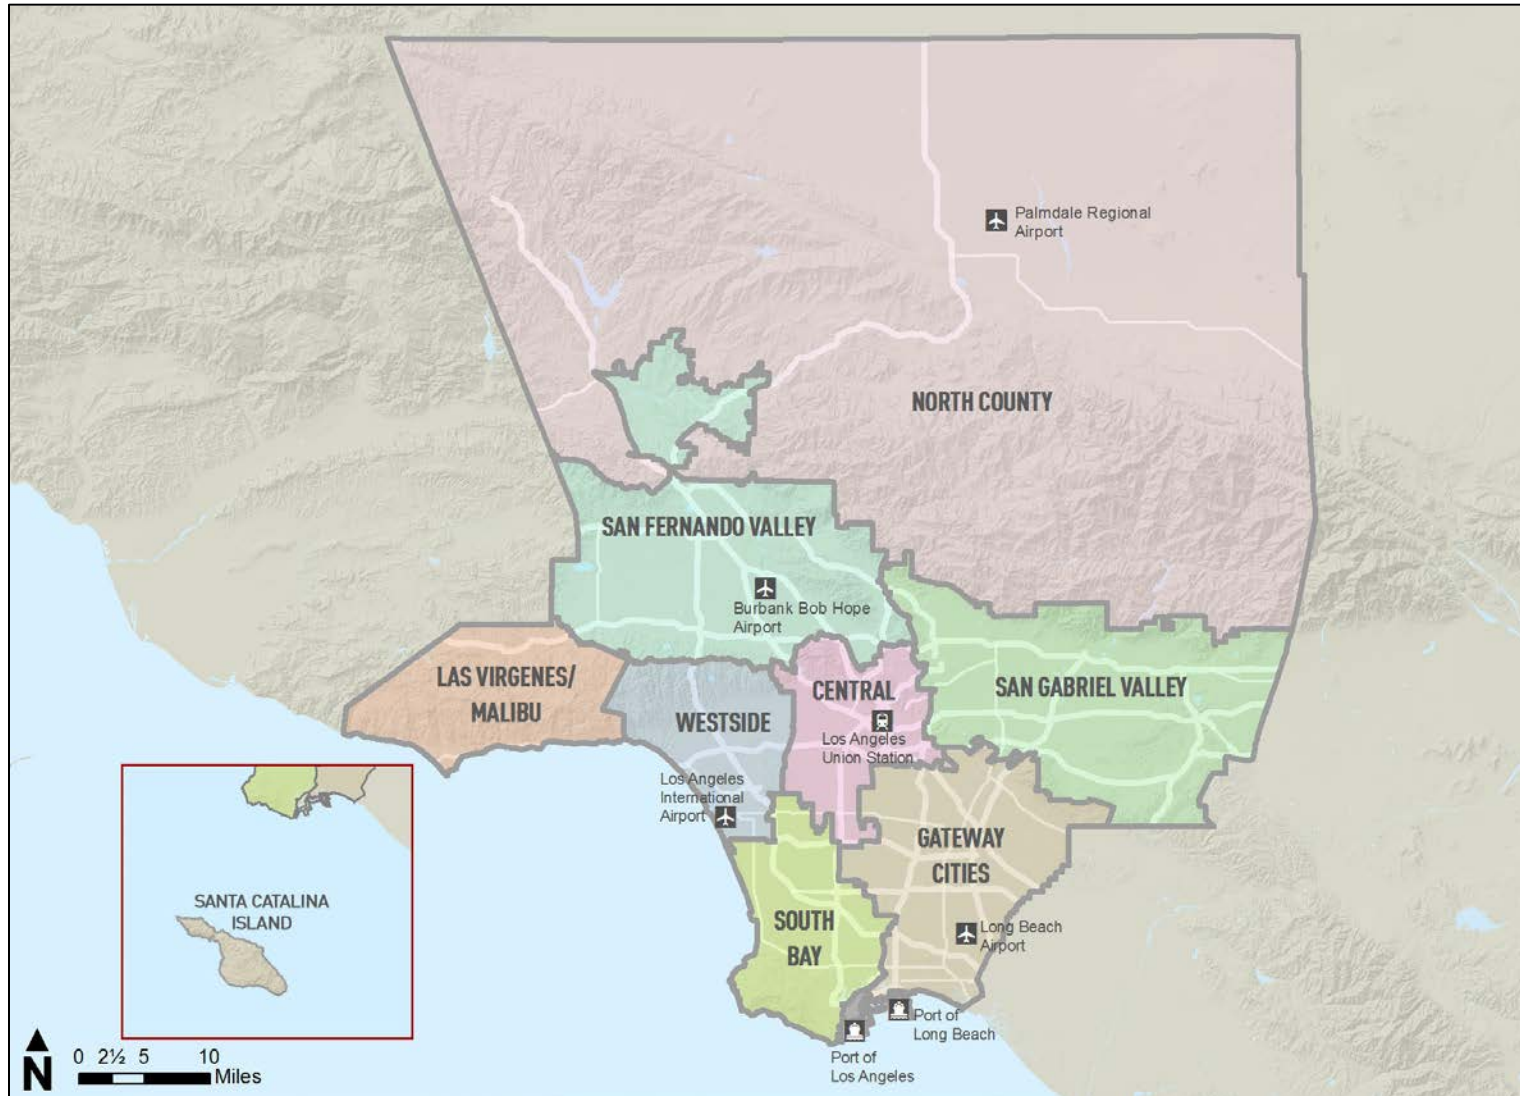 Palmdale Regional
Airport
NORTH COUNTY
SAN FERNANDO VALLEY
Burbank Bob Hope
Airport
LAS VIRGENES/
MALIBU
WESTSIDE
CENTRAL
Los Angeles
Union Station
SAN GABRIEL VALLEY
Los Angeles
International
Airport
GATEWAY
CITIES
SOUTH
BAY
Long Beach
Airport
SANTA CATALINA
ISLAND
Port of
Long Beach
Port of
Los Angeles
N
0 2½ 5 10
Miles